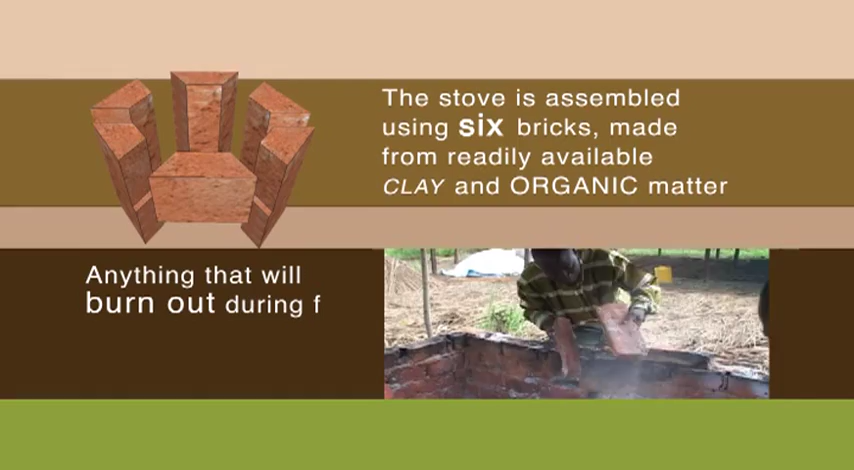 The stove is assembled
using six bricks, made
from readily available
CLAY and ORGANIC matter
Anything that will
burn out during f